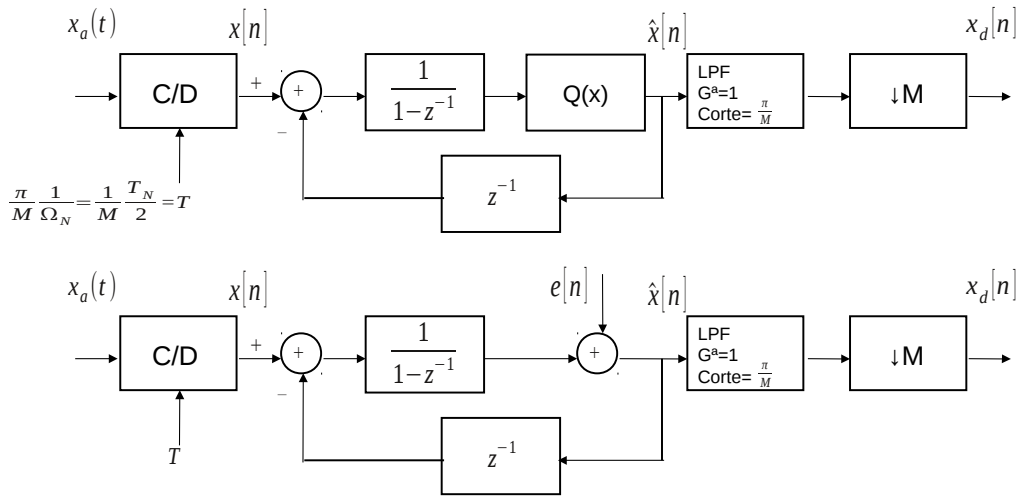 x_a(t) x[n] x̂[n] x_d[n]
C/D + + 1/(1−z⁻¹) Q(x) LPF ↓M
Gª=1
Corte= π/M
−
z⁻¹
π/M 1/Ω_N = 1/M T_N/2 = T
x_a(t) x[n] e[n] x̂[n] x_d[n]
C/D + + 1/(1−z⁻¹) + LPF ↓M
Gª=1
Corte= π/M
−
z⁻¹
T